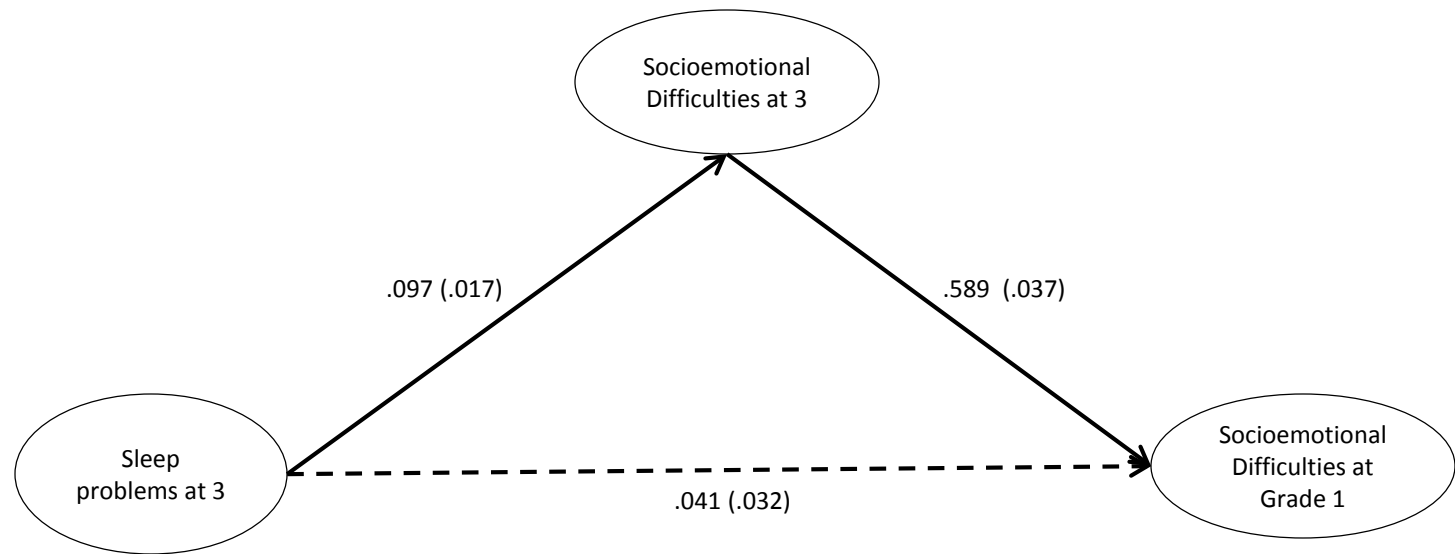 Socioemotional
Difficulties at 3
.097 (.017)
.589 (.037)
Sleep
problems at 3
.041 (.032)
Socioemotional
Difficulties at
Grade 1